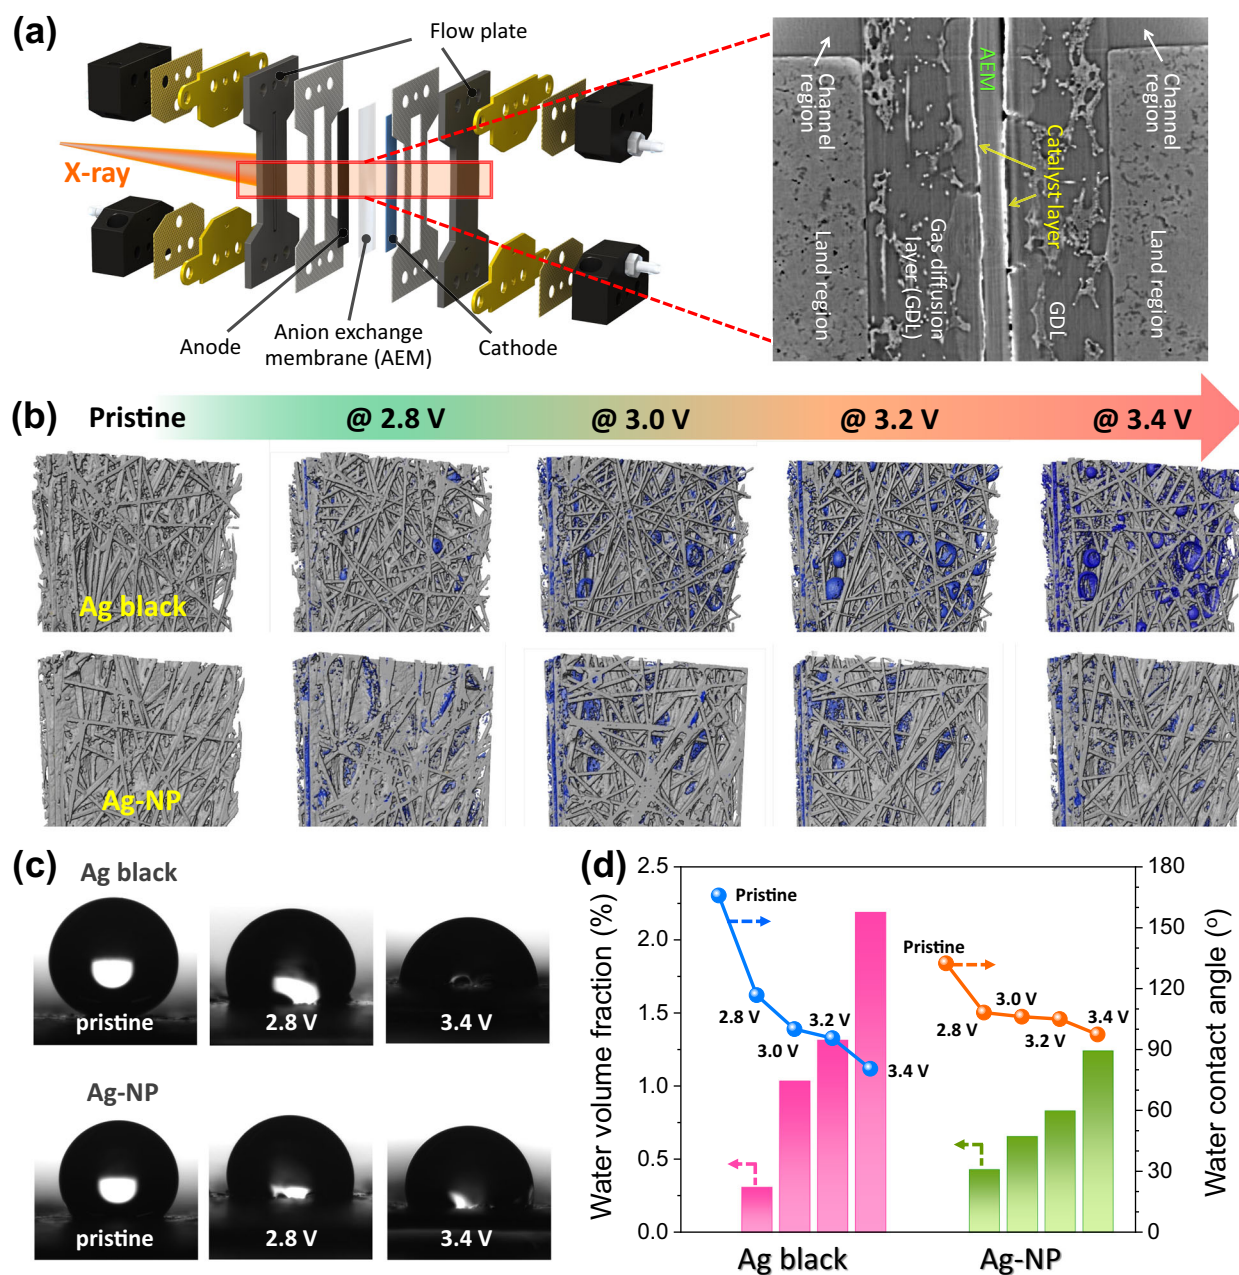 (a)
Flow plate
X-ray
Anode
Anion exchange
membrane (AEM)
Cathode
Channel
region
Land region
Gas diffusion
layer (GDL)
AEM
Catalyst layer
GDL
Channel
region
Land region
(b)
Pristine
@ 2.8 V
@ 3.0 V
@ 3.2 V
@ 3.4 V
Ag black
Ag-NP
(c)
Ag black
pristine
2.8 V
3.4 V
Ag-NP
pristine
2.8 V
3.4 V
(d)
Water volume fraction (%)
2.5
2.0
1.5
1.0
0.5
0.0
Pristine
2.8 V
3.0 V
3.2 V
3.4 V
Pristine
2.8 V
3.0 V
3.2 V
3.4 V
180
150
120
90
60
30
0
Water contact angle (°)
Ag black
Ag-NP